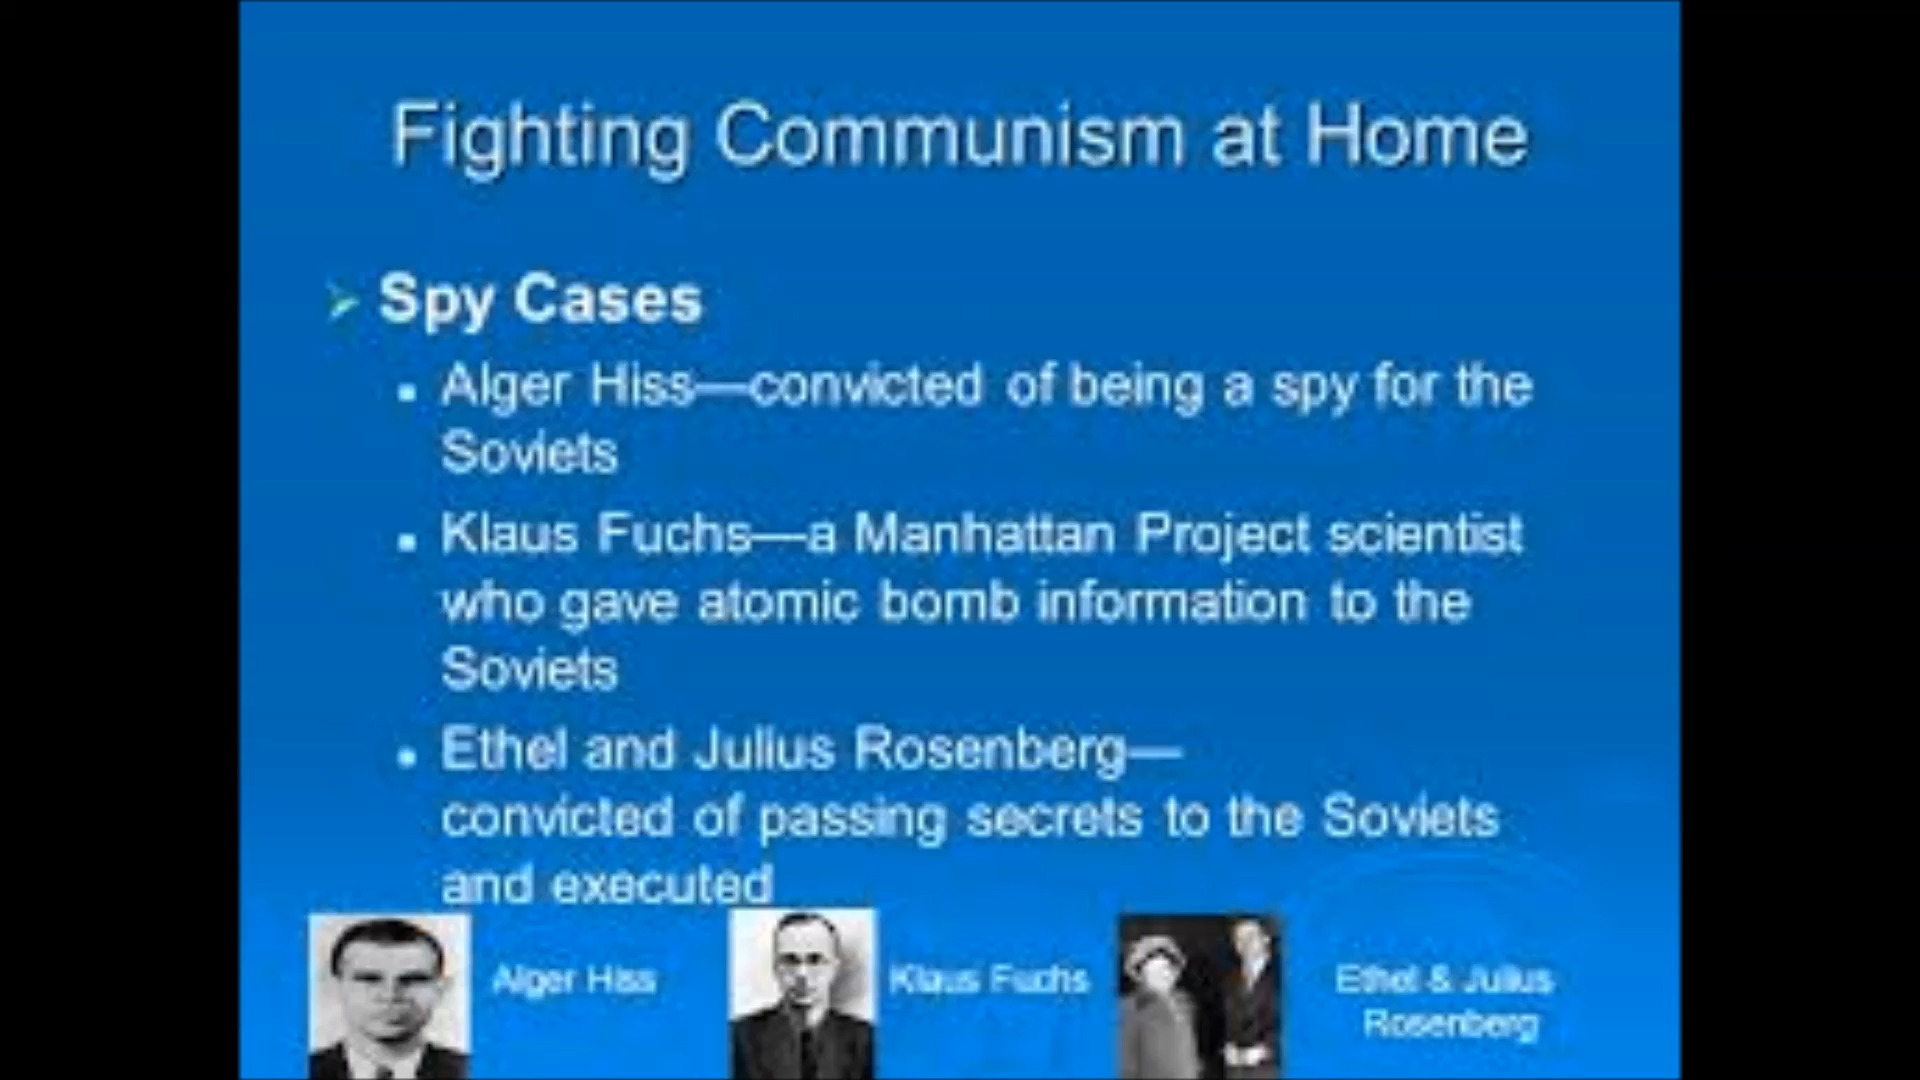 Fighting Communism at Home
Spy Cases
Alger Hiss—convicted of being a spy for the
Soviets
Klaus Fuchs—a Manhattan Project scientist
who gave atomic bomb information to the
Soviets
Ethel and Julius Rosenberg—
convicted of passing secrets to the Soviets
and executed
Alger Hiss
Klaus Fuchs
Ethel & Julius
Rosenberg